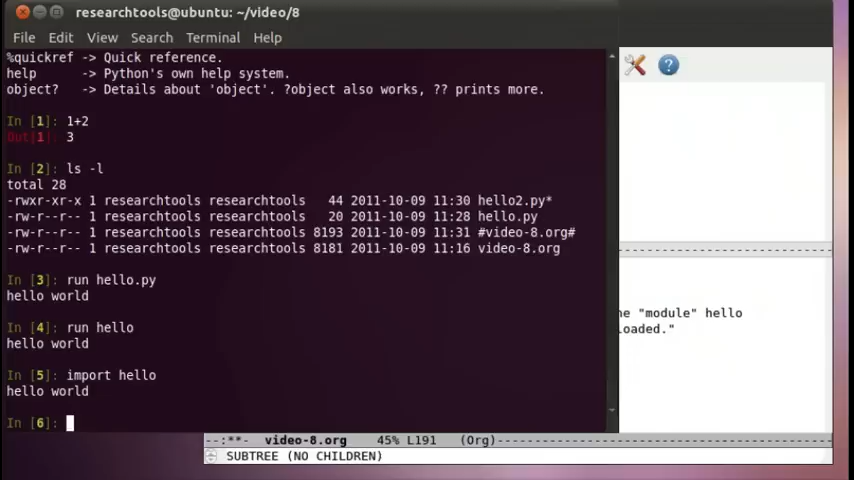 researchtools@ubuntu: ~/video/8
File Edit View Search Terminal Help
%quickref -> Quick reference.
help      -> Python's own help system.
object?   -> Details about 'object'. ?object also works, ?? prints more.
In [1]: 1+2
Out[1]: 3
In [2]: ls -l
total 28
-rwxr-xr-x 1 researchtools researchtools   44 2011-10-09 11:30 hello2.py*
-rw-r--r-- 1 researchtools researchtools   20 2011-10-09 11:28 hello.py
-rw-r--r-- 1 researchtools researchtools 8193 2011-10-09 11:31 #video-8.org#
-rw-r--r-- 1 researchtools researchtools 8181 2011-10-09 11:16 video-8.org
In [3]: run hello.py
hello world
In [4]: run hello
hello world
In [5]: import hello
hello world
In [6]:
he "module" hello
loaded."
--:**-  video-8.org    45% L191   (Org)
SUBTREE (NO CHILDREN)